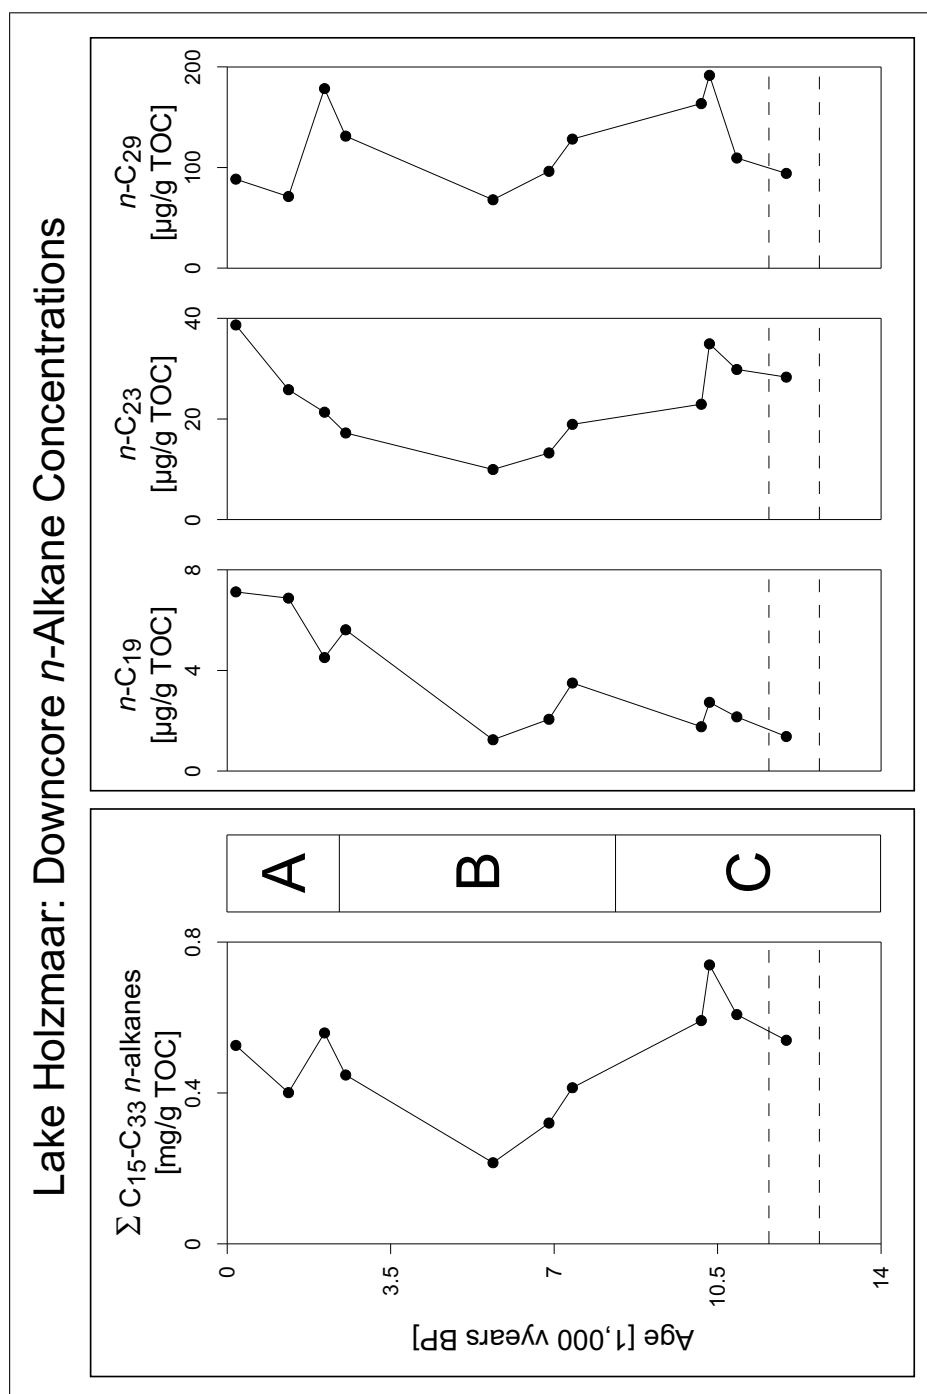 Lake Holzmaar: Downcore n-Alkane Concentrations
Σ C15-C33 n-alkanes
[mg/g TOC]
0
0.4
0.8
Age [1,000 vyears BP]
0
3.5
7
10.5
14
A
B
C
n-C19
[µg/g TOC]
0
4
8
n-C23
[µg/g TOC]
0
20
40
n-C29
[µg/g TOC]
0
100
200